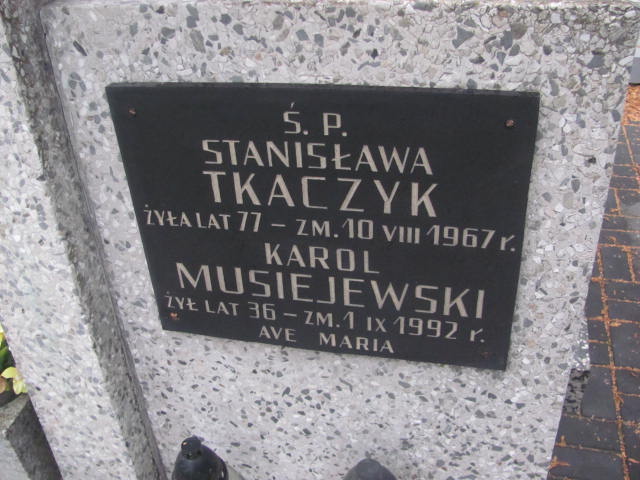 Ś. P.
STANISŁAWA
TKACZYK
ŻYŁA LAT 77 - ZM. 10 VIII 1967 r.
KAROL
MUSIEJEWSKI
ŻYŁ LAT 36 - ZM. 1 IX 1992 r.
AVE MARIA